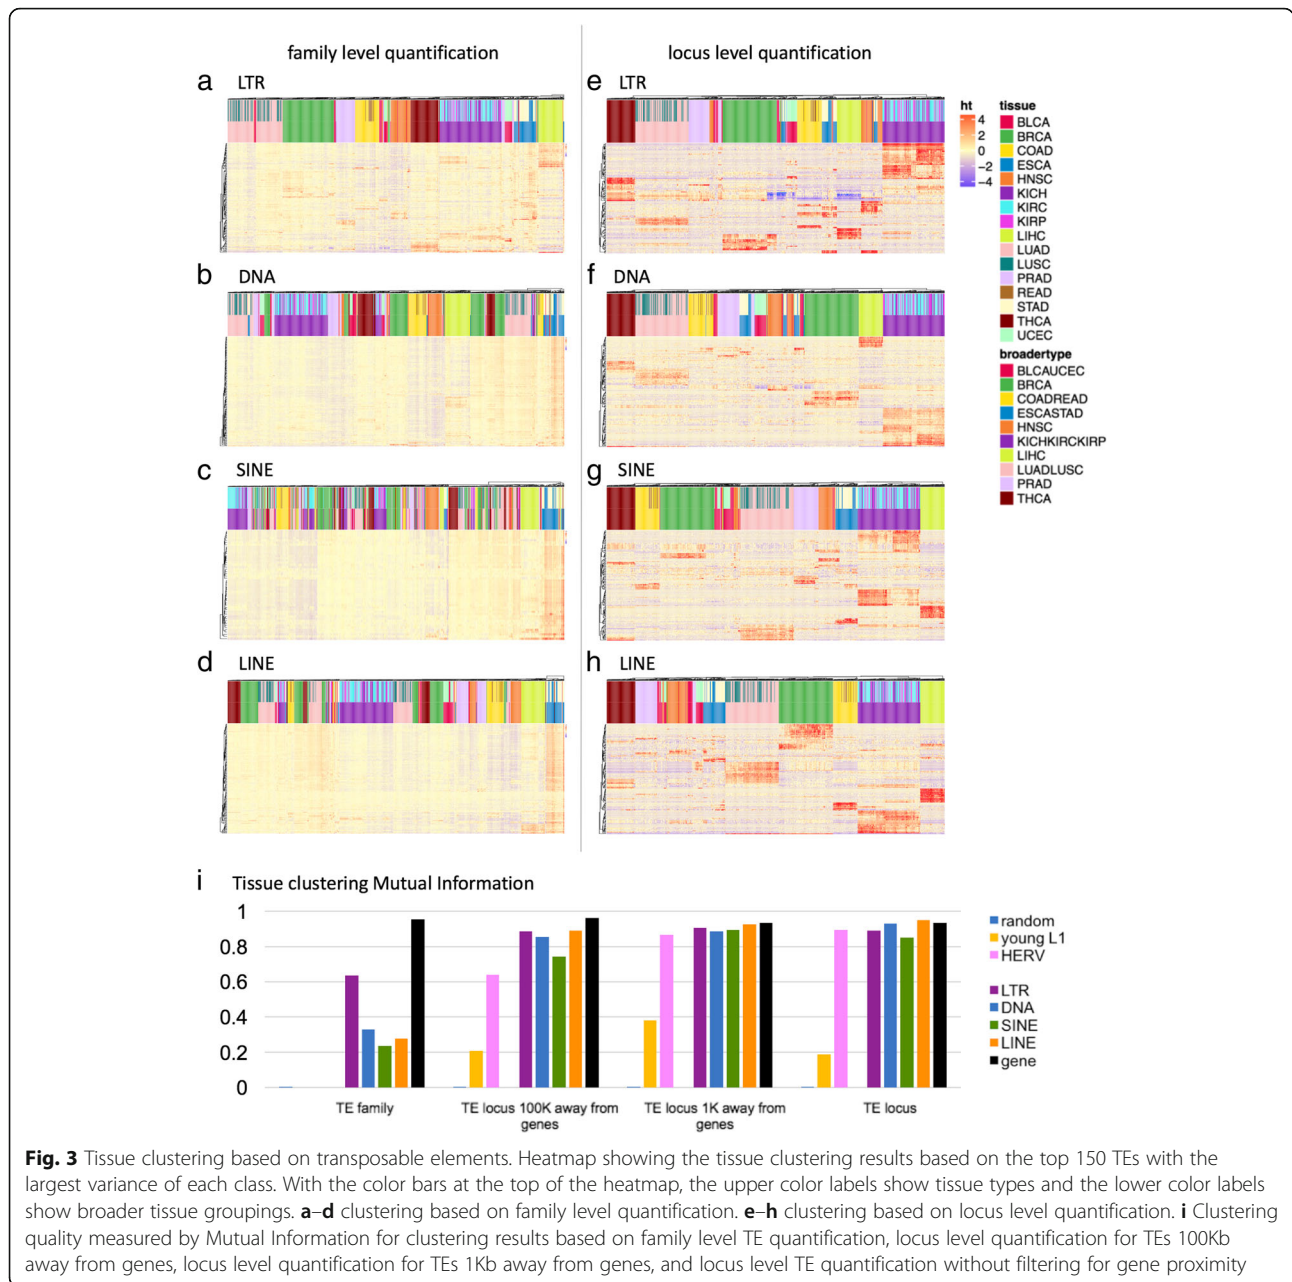 family level quantification
locus level quantification
a LTR
e LTR
b DNA
f DNA
c SINE
g SINE
d LINE
h LINE
ht
4
2
0
−2
−4
tissue
BLCA
BRCA
COAD
ESCA
HNSC
KICH
KIRC
KIRP
LIHC
LUAD
LUSC
PRAD
READ
STAD
THCA
UCEC
broadertype
BLCAUCEC
BRCA
COADREAD
ESCASTAD
HNSC
KICHKIRCKIRP
LIHC
LUADLUSC
PRAD
THCA
i Tissue clustering Mutual Information
1
0.8
0.6
0.4
0.2
0
TE family
TE locus 100K away from
genes
TE locus 1K away from
genes
TE locus
random
young L1
HERV
LTR
DNA
SINE
LINE
gene
Fig. 3 Tissue clustering based on transposable elements. Heatmap showing the tissue clustering results based on the top 150 TEs with the
largest variance of each class. With the color bars at the top of the heatmap, the upper color labels show tissue types and the lower color labels
show broader tissue groupings. a–d clustering based on family level quantification. e–h clustering based on locus level quantification. i Clustering
quality measured by Mutual Information for clustering results based on family level TE quantification, locus level quantification for TEs 100Kb
away from genes, locus level quantification for TEs 1Kb away from genes, and locus level TE quantification without filtering for gene proximity